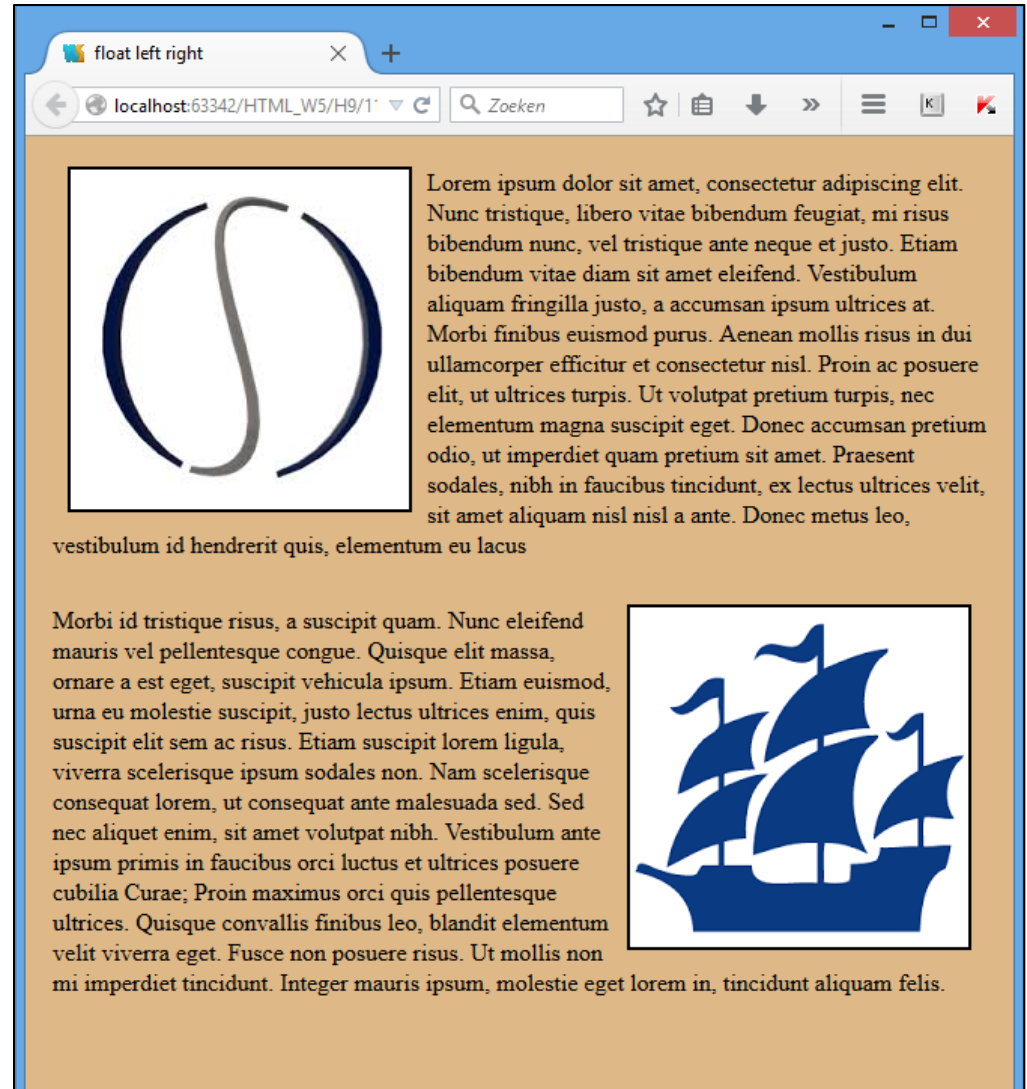 float left right
localhost:63342/HTML_W5/H9/1
Zoeken
K
Lorem ipsum dolor sit amet, consectetur adipiscing elit.
Nunc tristique, libero vitae bibendum feugiat, mi risus
bibendum nunc, vel tristique ante neque et justo. Etiam
bibendum vitae diam sit amet eleifend. Vestibulum
aliquam fringilla justo, a accumsan ipsum ultrices at.
Morbi finibus euismod purus. Aenean mollis risus in dui
ullamcorper efficitur et consectetur nisl. Proin ac posuere
elit, ut ultrices turpis. Ut volutpat pretium turpis, nec
elementum magna suscipit eget. Donec accumsan pretium
odio, ut imperdiet quam pretium sit amet. Praesent
sodales, nibh in faucibus tincidunt, ex lectus ultrices velit,
sit amet aliquam nisl nisl a ante. Donec metus leo,
vestibulum id hendrerit quis, elementum eu lacus
Morbi id tristique risus, a suscipit quam. Nunc eleifend
mauris vel pellentesque congue. Quisque elit massa,
ornare a est eget, suscipit vehicula ipsum. Etiam euismod,
urna eu molestie suscipit, justo lectus ultrices enim, quis
suscipit elit sem ac risus. Etiam suscipit lorem ligula,
viverra scelerisque ipsum sodales non. Nam scelerisque
consequat lorem, ut consequat ante malesuada sed. Sed
nec aliquet enim, sit amet volutpat nibh. Vestibulum ante
ipsum primis in faucibus orci luctus et ultrices posuere
cubilia Curae; Proin maximus orci quis pellentesque
ultrices. Quisque convallis finibus leo, blandit elementum
velit viverra eget. Fusce non posuere risus. Ut mollis non
mi imperdiet tincidunt. Integer mauris ipsum, molestie eget lorem in, tincidunt aliquam felis.